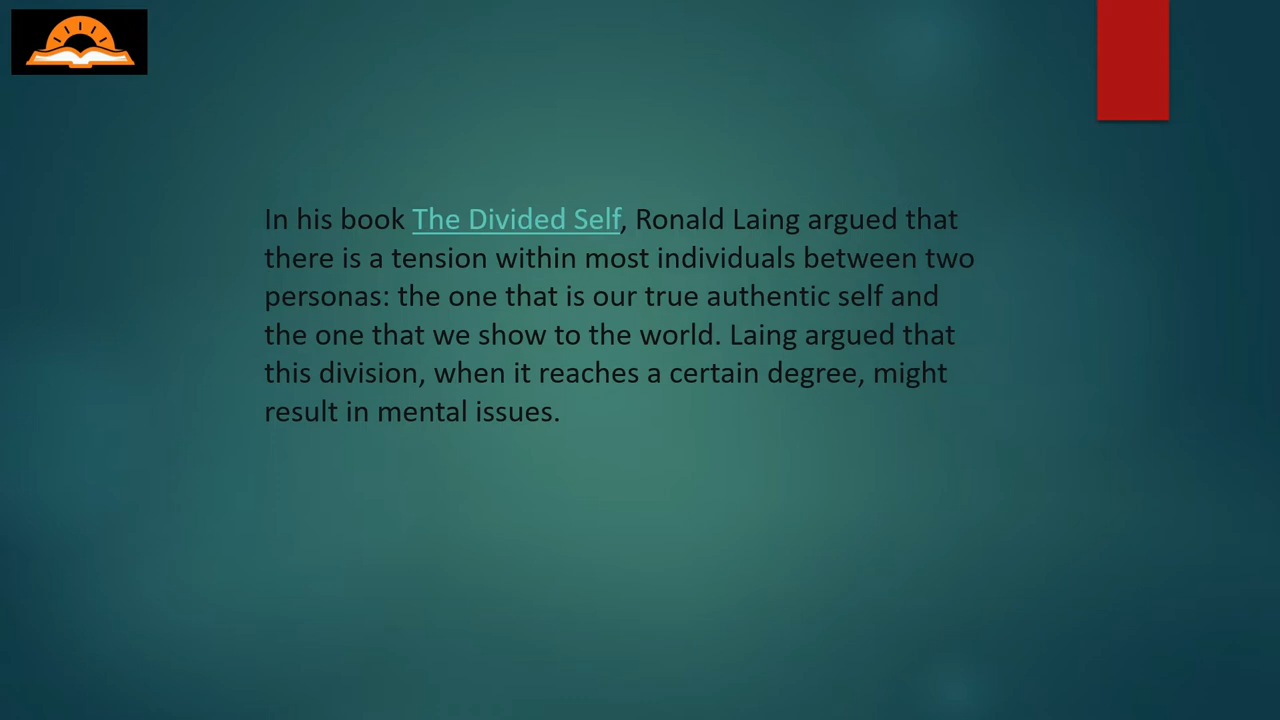 In his book The Divided Self, Ronald Laing argued that
there is a tension within most individuals between two
personas: the one that is our true authentic self and
the one that we show to the world. Laing argued that
this division, when it reaches a certain degree, might
result in mental issues.